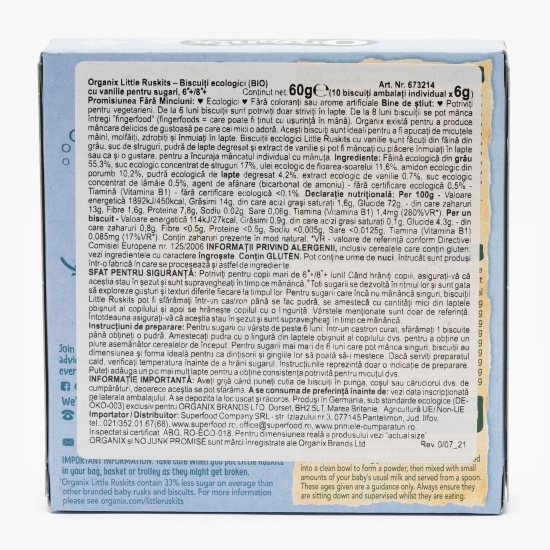 Organix Little Ruskits – Biscuiți ecologici (BIO)
cu vanilie pentru sugari, 6+/8+ Conținut net. 60g℮ Art. Nr. 673214 (10 biscuiți ambalați individual x 6g)
Promisiunea Fără Minciuni: ♥ Ecologici ♥ Fără coloranți sau arome artificiale Bine de știut: ♥ Potriviți
pentru vegetarieni. De la 6 luni biscuiții sunt potriviți dar striviți în lapte. De la 8 luni biscuiții se pot mânca
întregi "fingerfood" (fingerfoods = care poate fi ținut cu ușurință în mână). Organix există pentru a produce
mâncare delicios de gustoasă pe care cei mici o adoră. Acești biscuiți sunt ideali pentru a fi apucați de micuțele
mâini, molfăiți, zdrobiți și înmuiați în lapte. Biscuiții ecologici Little Ruskits cu vanilie sunt făcuți din făină din
grâu, suc de struguri, pudră de lapte degresat și extract de vanilie și pot fi mâncați cu plăcere înmuiați în lapte
sau ca și o gustare, pentru a încuraja mâncatul individual cu mânuța. Ingrediente: Făină ecologică din grâu
55,3%, suc ecologic concentrat de struguri 17%, ulei ecologic de floarea-soarelui 11,6%, amidon ecologic din
porumb 10,2%, pudră ecologică de lapte degresat 4,2%, extract ecologic de vanilie 0,7%, suc ecologic
concentrat de lămâie 0,5%, agent de afânare (bicarbonat de amoniu) - fără certificare ecologică 0,5% -
Tiamină (Vitamina B1) - fără certificare ecologică <0.1%. Declarație nutrițională: Per 100g - Valoare
energetică 1892kJ/450kcal, Grăsimi 14g, din care acizi grași saturați 1,6g, Glucide 72g, - din care zaharuri
13g, Fibre 1,6g, Proteine 7,8g, Sodiu 0.02g, Sare 0,06g, Tiamina (Vitamina B1) 1,4mg (280%VR*). Per un
biscuit - Valoare energetică 114kJ/27kcal, Grăsimi 0,9g, din care acizi grași saturați 0,1g, Glucide 4.3g, - din
care zaharuri 0,8g, Fibre <0.5g, Proteine <0.5g, Sodiu <0,005g, Sare <0.0125g, Tiamina (Vitamina B1)
0,085mg (17%VR*). Conțin zaharuri prezente în mod natural. *VR - valoare de referință conform Directivei
Comisiei Europene nr. 125/2006 INFORMAȚII PRIVIND ALERGENII, inclusiv cerealele care conțin gluten:
vezi ingredientele cu caractere îngroșate. Conțin GLUTEN. Pot conține urme de nuci, întrucât sunt produși
într-o fabrică în care se procesează și astfel de ingrediente.
SFAT PENTRU SIGURANȚĂ: Potriviți pentru copii mari de 6+/8+ luni! Când hrăniți copiii, asigurați-vă că
aceștia stau în șezut și sunt supravegheați în timp ce mănâncă. *Toți sugarii se dezvoltă în ritmul lor și sunt gata
să exploreze gusturi și texturi diferite fiecare la timpul său. Pentru sugarii care încă nu mănâncă singuri, biscuiții
Little Ruskits pot fi sfărâmați într-un castron până se fac pudră, se amestecă cu cantități mici din laptele
obișnuit al copilului și apoi se hrănește copilul cu o linguriță. Vârstele menționate sunt doar de referință.
Întotdeauna asigurați-vă că aceștia stau în șezut și sunt supravegheați în timp ce mănâncă.
Instrucțiuni de preparare: Pentru sugarii cu vârsta de peste 6 luni: Într-un castron curat, sfărâmați 1 biscuite
până obțineți o pudră. Amestecați pudra cu o linguriță din laptele obișnuit al copilului dvs. pentru a obține un
piure asemănător cerealelor de început. Pentru sugarii mai mari de 6 luni care pot mânca singuri, biscuiții au
dimensiunea și forma ideală pentru ca dințișorii și gingiile lor să poată să-i mestece. Dacă serviți preparatul
cald, verificați temperatura înainte de a hrăni sugarul. Instrucțiunile reprezintă doar o indicație de preparare.
Puteți adăuga un pic mai mult lapte pentru a obține consistența potrivită pentru micuțul dvs.
INFORMAȚIE IMPORTANTĂ: Aveți grijă când puneți cutia de biscuiți în punga, coșul sau căruciorul dvs. de
cumpărături, deoarece aceștia se pot sfărâma. A se consuma de preferință înainte de: vezi data inscripționată
pe laterala ambalajului. A se depozita la loc uscat și răcoros. Produși în Germania, sub standarde ecologice (DE-
ÖKO-003) exclusiv pentru ORGANIX BRANDS LTD, Dorset, BH2 5LT, Marea Britanie. Agricultură UE/Non-UE
Importator / Distribuitor: Superfood Company SRL - str. Izlazului nr.3, 077145 Pantelimon, Jud. Ilfov,
tel.: 021/352.01.67(68), www.superfood.ro, office@superfood.ro, www.prinviele-cumparaturi.ro.
Inspectat si certificat: ABG, RO-ECO-018. Pentru dimensiunea reală a produsului vezi "actual size"
ORGANIX și NO JUNK PROMISE sunt mărci înregistrate ale Organix Brands Ltd Rev 0/07_21
Join
advi
ever
We'
IMPORTANT INFORMATION: Take care when you put Little Ruskits
in your bag, basket or trolley as they might get broken.
*Organix Little Ruskits contain 33% less sugar on average than
other branded baby rusks and biscuits. For more information
please see organix.com/littleruskits
into a clean bowl to form a powder, then mixed with small
amounts of your baby's usual milk and served from a spoon.
These ages are given a guidance only. Always ensure they
are sitting down and supervised whilst they are eating.